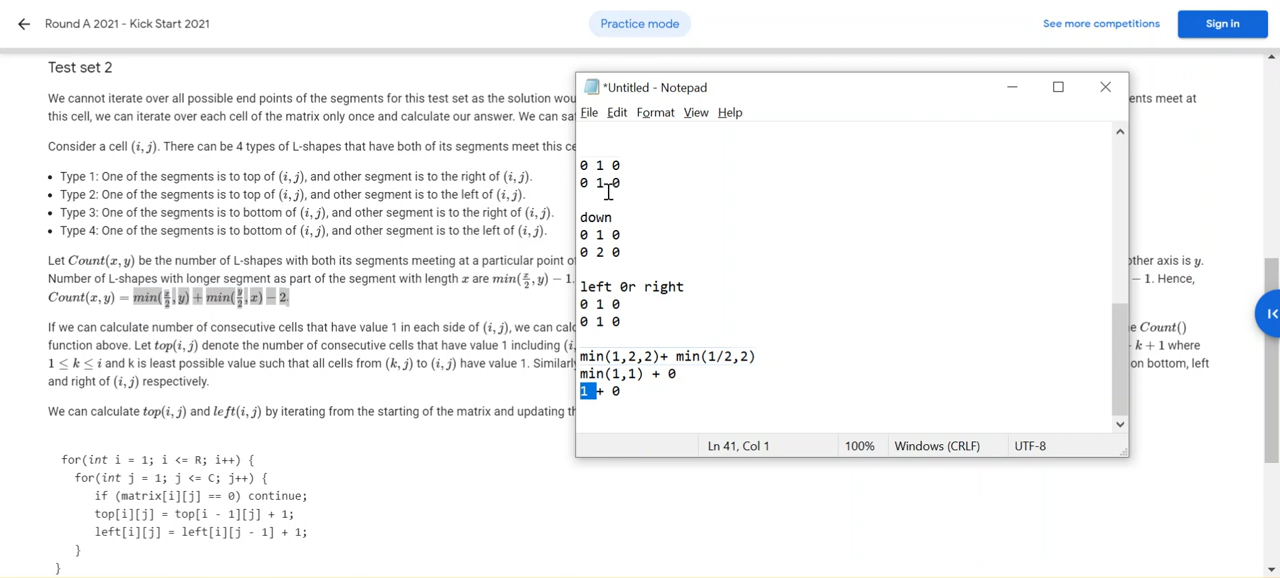 Round A 2021 - Kick Start 2021
Practice mode
See more competitions
Sign in
Test set 2
We cannot iterate over all possible end points of the segments for this test set as the solution wou
ents meet at
this cell, we can iterate over each cell of the matrix only once and calculate our answer. We can sa
Consider a cell (i, j). There can be 4 types of L-shapes that have both of its segments meet this ce
• Type 1: One of the segments is to top of (i, j), and other segment is to the right of (i, j).
• Type 2: One of the segments is to top of (i, j), and other segment is to the left of (i, j).
• Type 3: One of the segments is to bottom of (i, j), and other segment is to the right of (i, j).
• Type 4: One of the segments is to bottom of (i, j), and other segment is to the left of (i, j).
Let Count(x, y) be the number of L-shapes with both its segments meeting at a particular point of
other axis is y.
Number of L-shapes with longer segment as part of the segment with length x are min(x/2, y) − 1.
− 1. Hence,
Count(x, y) = min(x/2, y) + min(y/2, x) − 2.
If we can calculate number of consecutive cells that have value 1 in each side of (i, j), we can calc
e Count()
function above. Let top(i, j) denote the number of consecutive cells that have value 1 including (i,
− k + 1 where
1 ≤ k ≤ i and k is least possible value such that all cells from (k, j) to (i, j) have value 1. Similarly
on bottom, left
and right of (i, j) respectively.
We can calculate top(i, j) and left(i, j) by iterating from the starting of the matrix and updating th
for(int i = 1; i <= R; i++) {
for(int j = 1; j <= C; j++) {
if (matrix[i][j] == 0) continue;
top[i][j] = top[i - 1][j] + 1;
left[i][j] = left[i][j - 1] + 1;
}
}
*Untitled - Notepad
File Edit Format View Help
0 1 0
0 1 0
down
0 1 0
0 2 0
left 0r right
0 1 0
0 1 0
min(1,2,2)+ min(1/2,2)
min(1,1) + 0
1 + 0
Ln 41, Col 1
100%
Windows (CRLF)
UTF-8